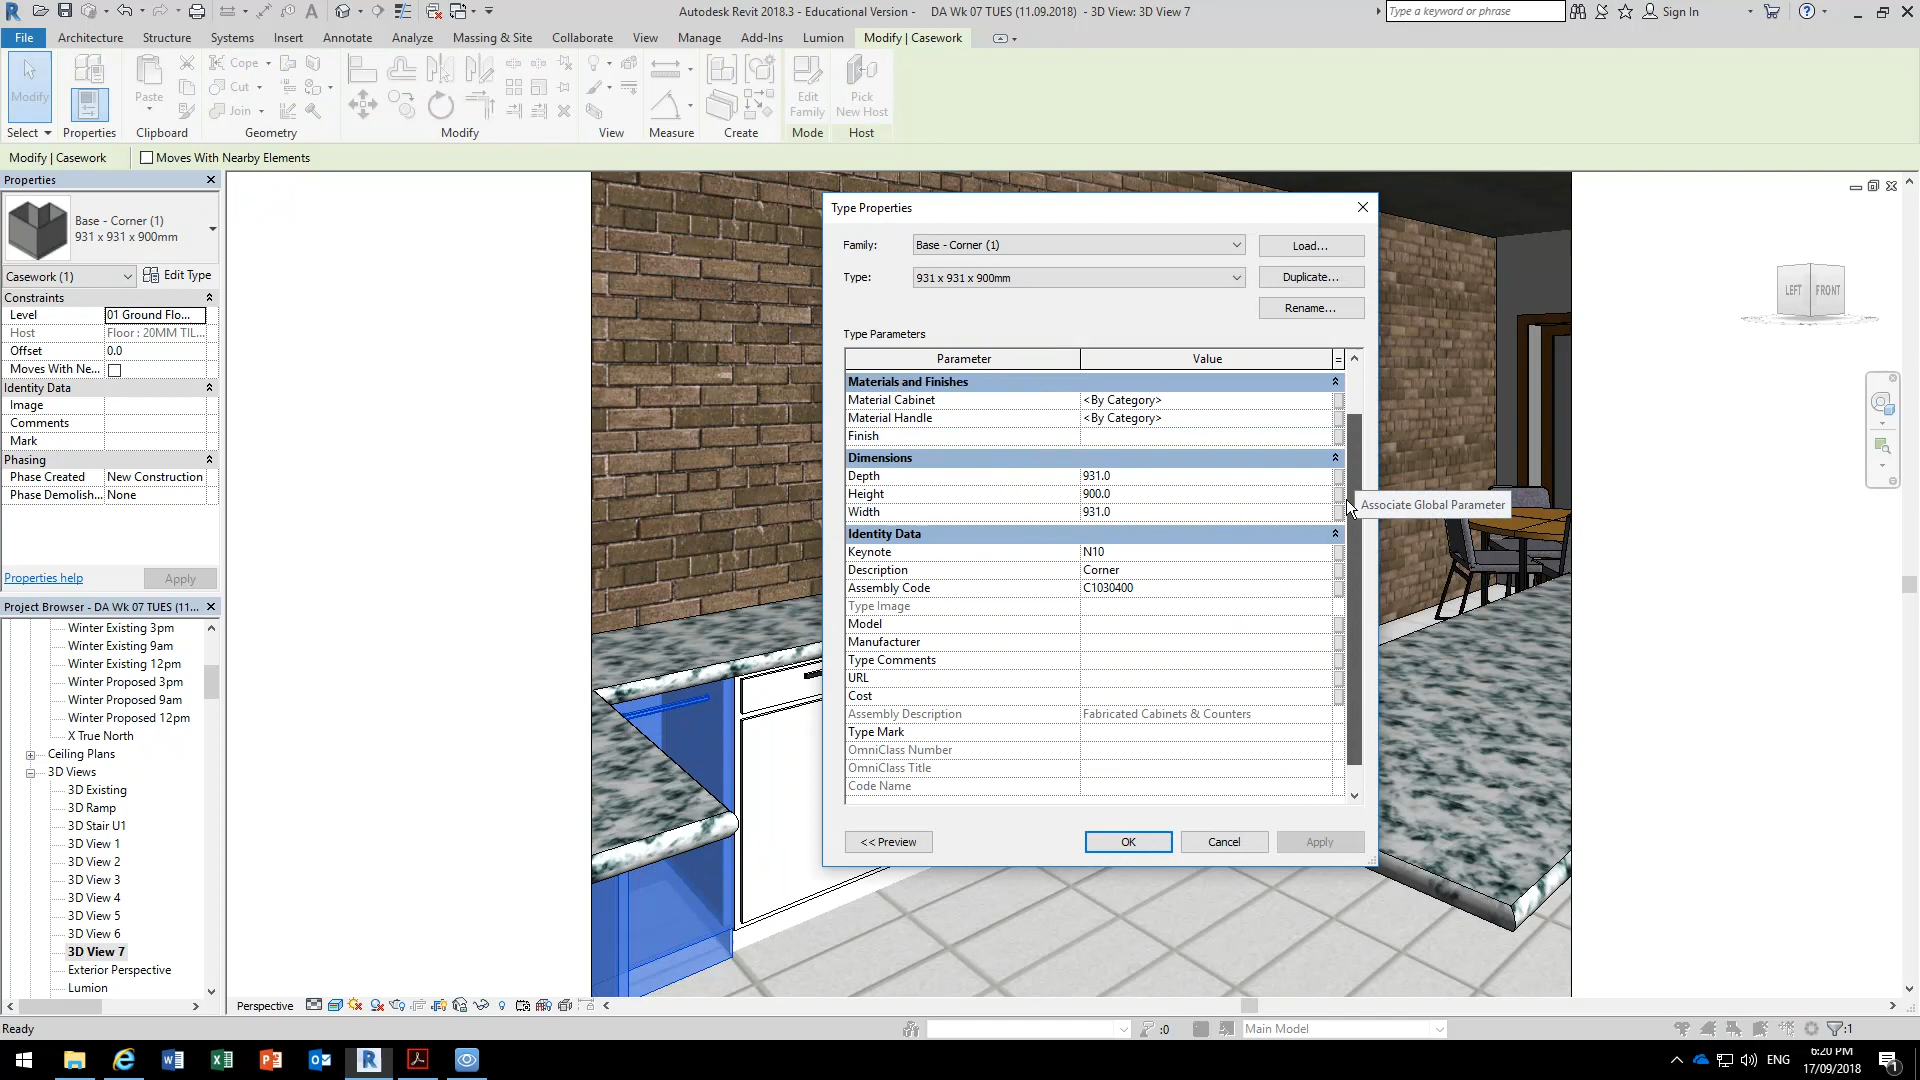 Autodesk Revit 2018.3 - Educational Version - DA Wk 07 TUES (11.09.2018) - 3D View: 3D View 7
Type a keyword or phrase
Sign In
File Architecture Structure Systems Insert Annotate Analyze Massing & Site Collaborate View Manage Add-Ins Lumion Modify | Casework
Modify
Paste
Cope
Cut
Join
Edit Family
Pick New Host
Select Properties Clipboard Geometry Modify View Measure Create Mode Host
Modify | Casework Moves With Nearby Elements
Properties
Base - Corner (1)
931 x 931 x 900mm
Casework (1) Edit Type
Constraints
Level 01 Ground Flo...
Host Floor : 20MM TIL...
Offset 0.0
Moves With Ne...
Identity Data
Image
Comments
Mark
Phasing
Phase Created New Construction
Phase Demolish... None
Properties help Apply
Project Browser - DA Wk 07 TUES (11...
Winter Existing 3pm
Winter Existing 9am
Winter Existing 12pm
Winter Proposed 3pm
Winter Proposed 9am
Winter Proposed 12pm
X True North
Ceiling Plans
3D Views
3D Existing
3D Ramp
3D Stair U1
3D View 1
3D View 2
3D View 3
3D View 4
3D View 5
3D View 6
3D View 7
Exterior Perspective
Lumion
Type Properties
Family: Base - Corner (1) Load...
Type: 931 x 931 x 900mm Duplicate...
Rename...
Type Parameters
Parameter Value =
Materials and Finishes
Material Cabinet <By Category>
Material Handle <By Category>
Finish
Dimensions
Depth 931.0
Height 900.0
Width 931.0
Associate Global Parameter
Identity Data
Keynote N10
Description Corner
Assembly Code C1030400
Type Image
Model
Manufacturer
Type Comments
URL
Cost
Assembly Description Fabricated Cabinets & Counters
Type Mark
OmniClass Number
OmniClass Title
Code Name
<< Preview OK Cancel Apply
LEFT FRONT
Perspective
Ready
:0
Main Model
:1
ENG
6:20 PM
17/09/2018
1